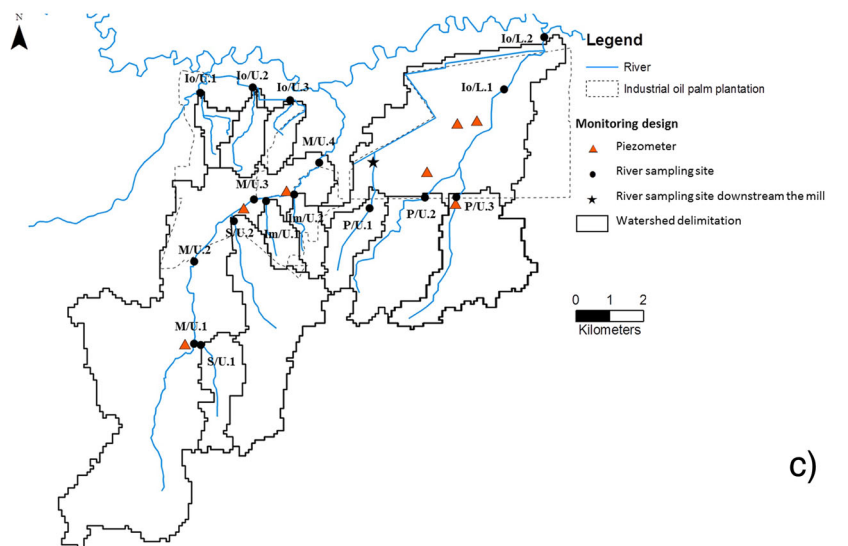 N
Io/L.2
Legend
River
Industrial oil palm plantation
Monitoring design
Piezometer
River sampling site
River sampling site downstream the mill
Watershed delimitation
Io/U.1
Io/U.2
Io/U.3
Io/L.1
M/U.4
M/U.3
Im/U.2
S/U.2
Im/U.1
P/U.1
P/U.2
P/U.3
M/U.2
M/U.1
S/U.1
0 1 2
Kilometers
c)